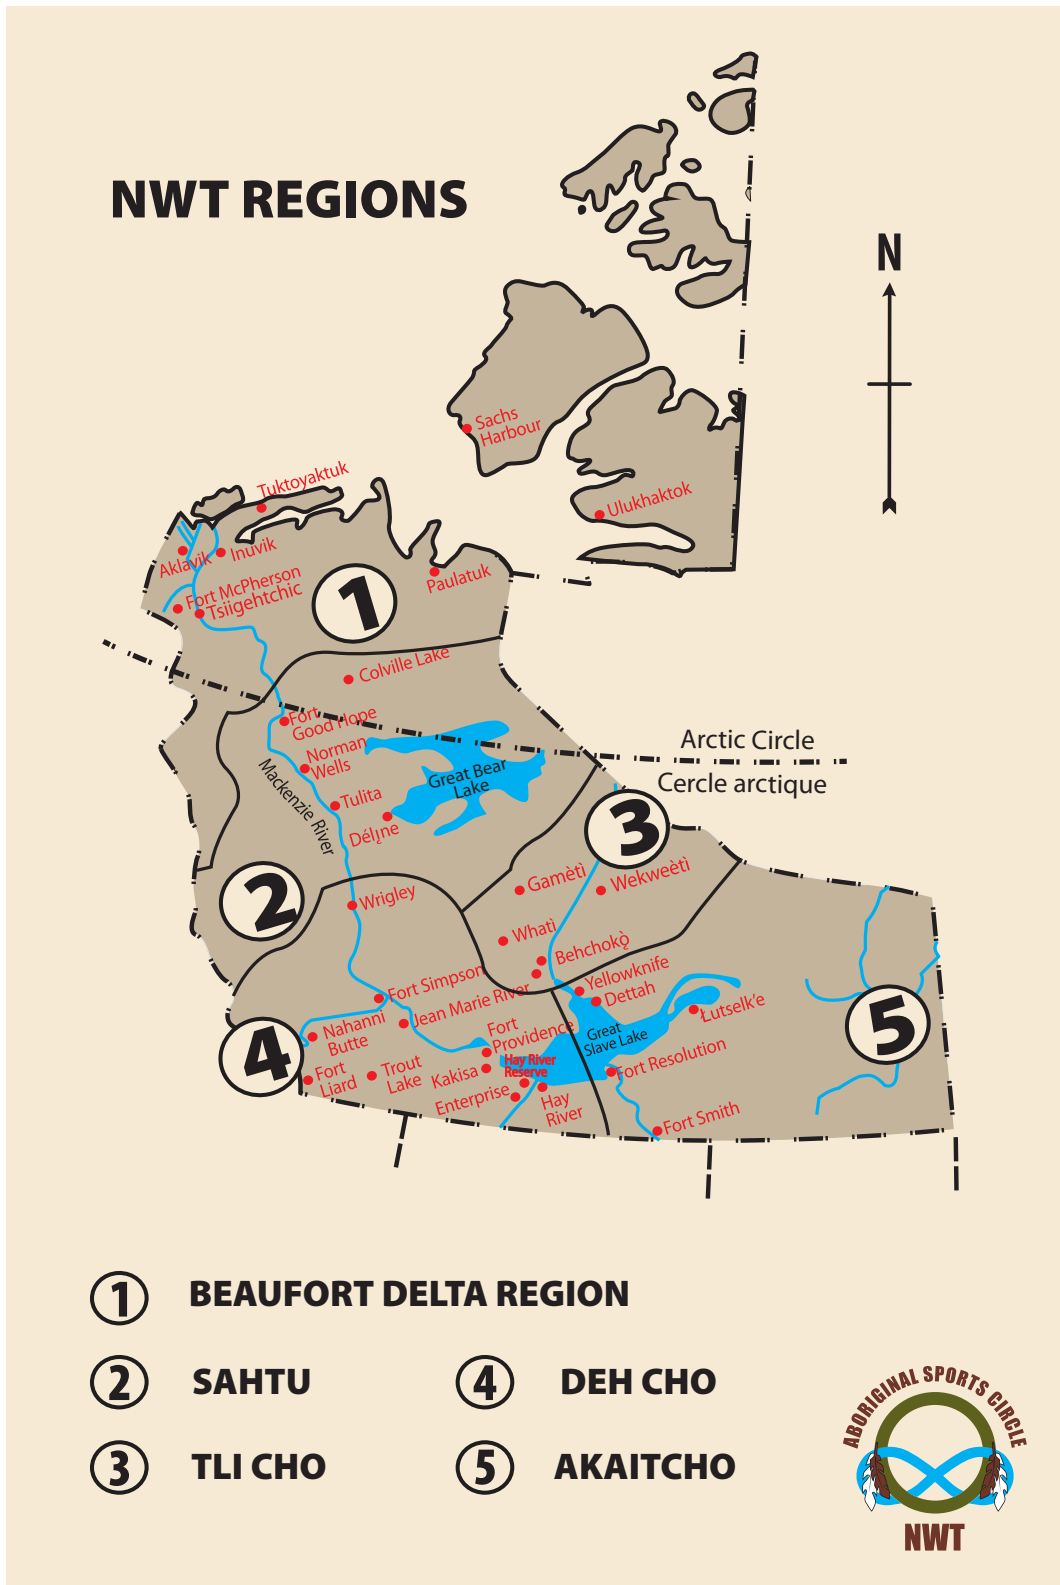 NWT REGIONS
N
Sachs
Harbour
Tuktoyaktuk
Ulukhaktok
Aklavik
Inuvik
Paulatuk
Fort McPherson
Tsiigehtchic
1
Colville Lake
Fort
Good Hope
Norman
Wells
Arctic Circle
Cercle arctique
Great Bear
Lake
Mackenzie River
Tulita
Délı̨ne
3
Gamètì
Wekweètì
2
Wrigley
Whatì
Behchokǫ̀
Yellowknife
Dettah
Fort Simpson
Jean Marie River
Łutselk'e
Nahanni
Butte
Fort
Providence
Great
Slave Lake
5
4
Fort
Liard
Trout
Lake
Kakisa
Hay River
Reserve
Fort Resolution
Enterprise
Hay
River
Fort Smith
1 BEAUFORT DELTA REGION
2 SAHTU
4 DEH CHO
3 TLI CHO
5 AKAITCHO
ABORIGINAL SPORTS CIRCLE
NWT